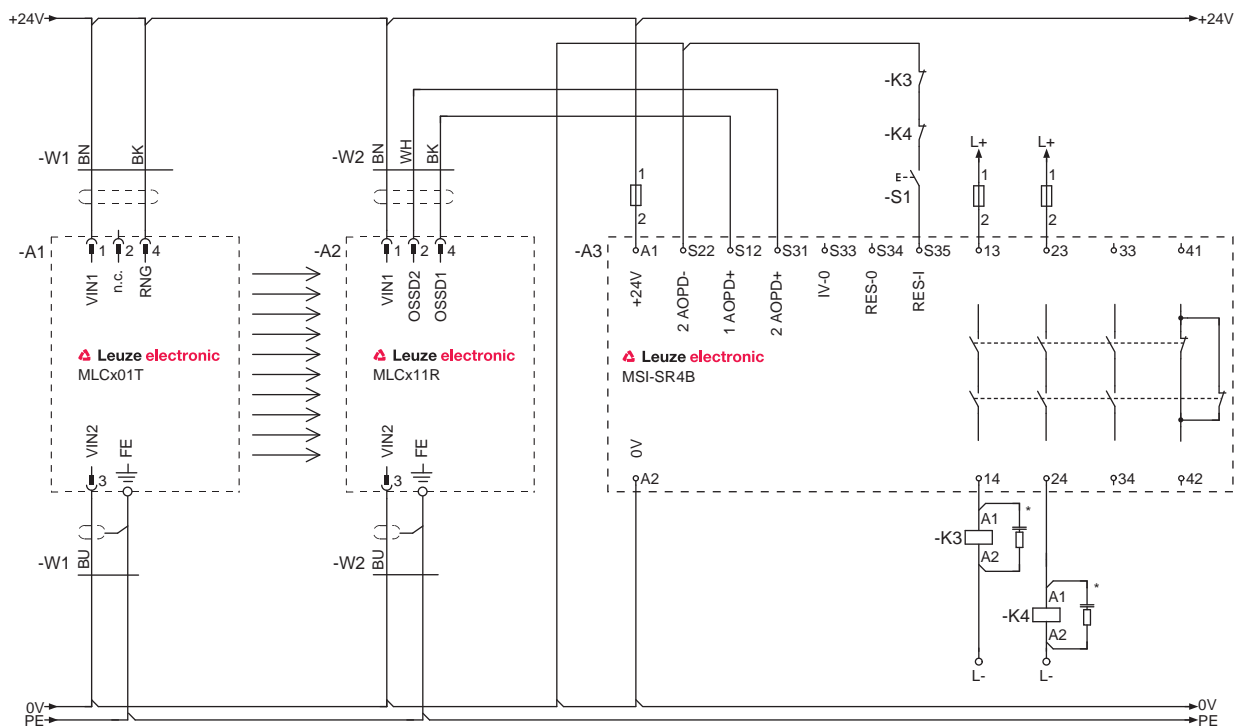 +24V
+24V
-K3
-K4
E
-S1
L+
L+
-W1
BN
BK
-W2
BN
WH
BK
1
2
1
2
1
2
-A1
1
2
4
-A2
1
2
4
-A3
A1
S22
S12
S31
S33
S34
S35
13
23
33
41
VIN1
n.c.
RNG
VIN1
OSSD2
OSSD1
+24V
2 AOPD-
1 AOPD+
2 AOPD+
IV-0
RES-0
RES-I
Leuze electronic
MLCx01T
Leuze electronic
MLCx11R
Leuze electronic
MSI-SR4B
VIN2
FE
VIN2
FE
0V
3
3
A2
14
24
34
42
-K3
A1
A2
*
-W1
BU
-W2
BU
-K4
A1
A2
*
L-
L-
0V
PE
0V
PE